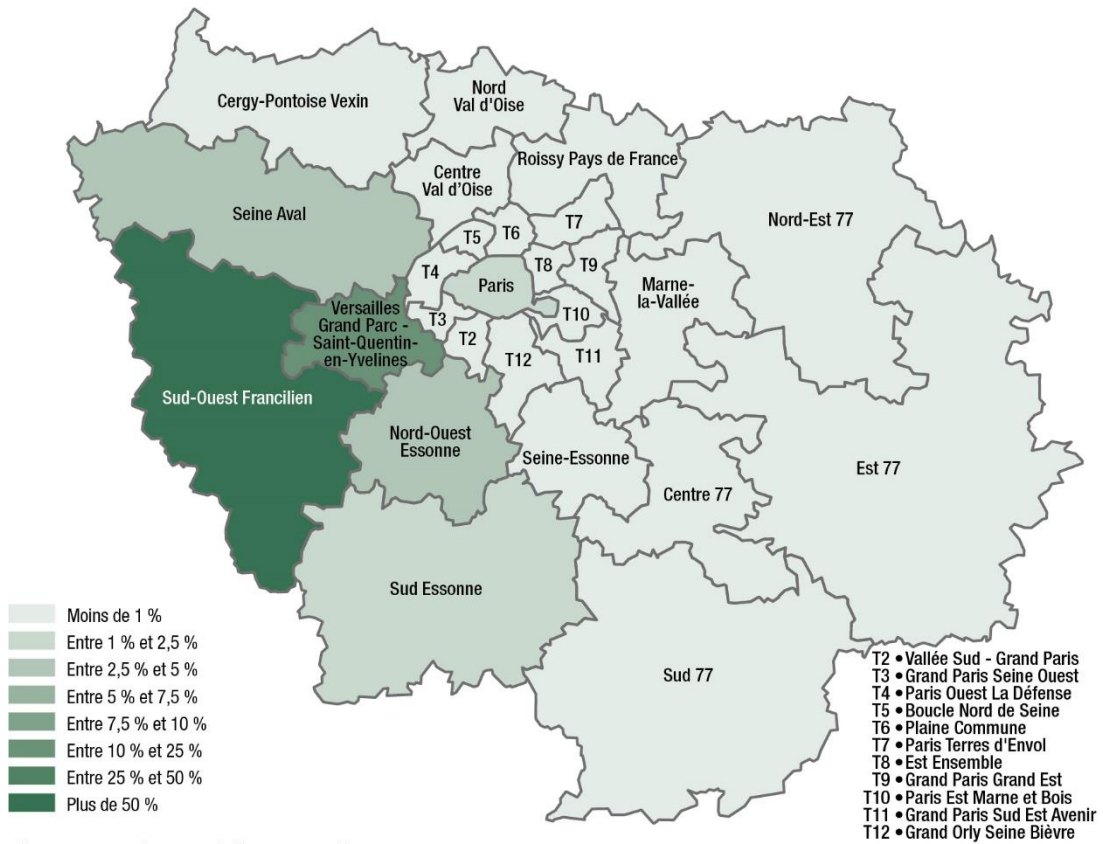 Cergy-Pontoise Vexin
Nord
Val d'Oise
Roissy Pays de France
Centre
Val d'Oise
Seine Aval
Nord-Est 77
T5
T6
T7
T4
Paris
T8
T9
Marne-
la-Vallée
Versailles
Grand Parc -
Saint-Quentin-
en-Yvelines
T3
T2
T10
T12
T11
Sud-Ouest Francilien
Nord-Ouest
Essonne
Seine-Essonne
Centre 77
Est 77
Sud Essonne
Sud 77
Moins de 1 %
Entre 1 % et 2,5 %
Entre 2,5 % et 5 %
Entre 5 % et 7,5 %
Entre 7,5 % et 10 %
Entre 10 % et 25 %
Entre 25 % et 50 %
Plus de 50 %
T2 • Vallée Sud - Grand Paris
T3 • Grand Paris Seine Ouest
T4 • Paris Ouest La Défense
T5 • Boucle Nord de Seine
T6 • Plaine Commune
T7 • Paris Terres d'Envol
T8 • Est Ensemble
T9 • Grand Paris Grand Est
T10 • Paris Est Marne et Bois
T11 • Grand Paris Sud Est Avenir
T12 • Grand Orly Seine Bièvre